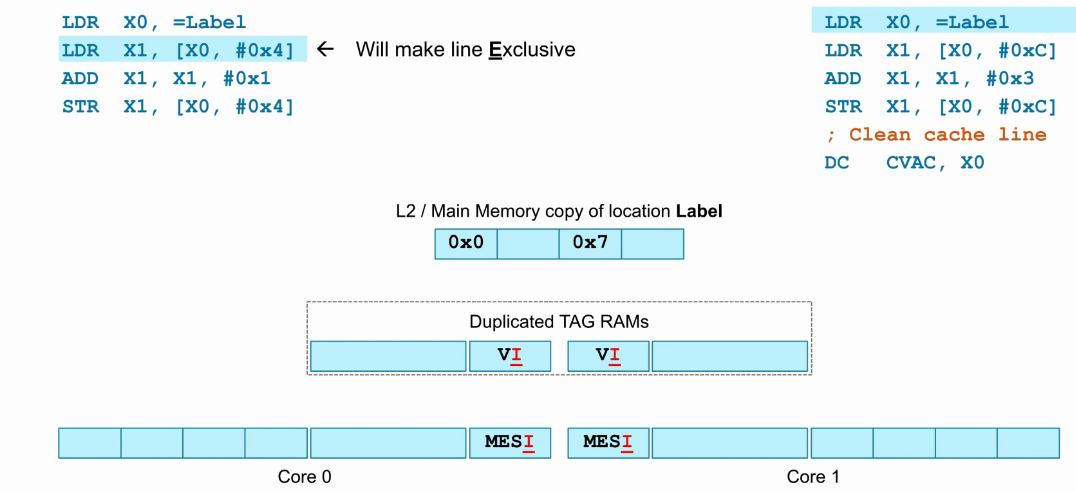 LDR X0, =Label
LDR X1, [X0, #0x4] ← Will make line Exclusive
ADD X1, X1, #0x1
STR X1, [X0, #0x4]
LDR X0, =Label
LDR X1, [X0, #0xC]
ADD X1, X1, #0x3
STR X1, [X0, #0xC]
; Clean cache line
DC CVAC, X0
L2 / Main Memory copy of location Label
0x0 0x7
Duplicated TAG RAMs
VI VI
MESI MESI
Core 0 Core 1